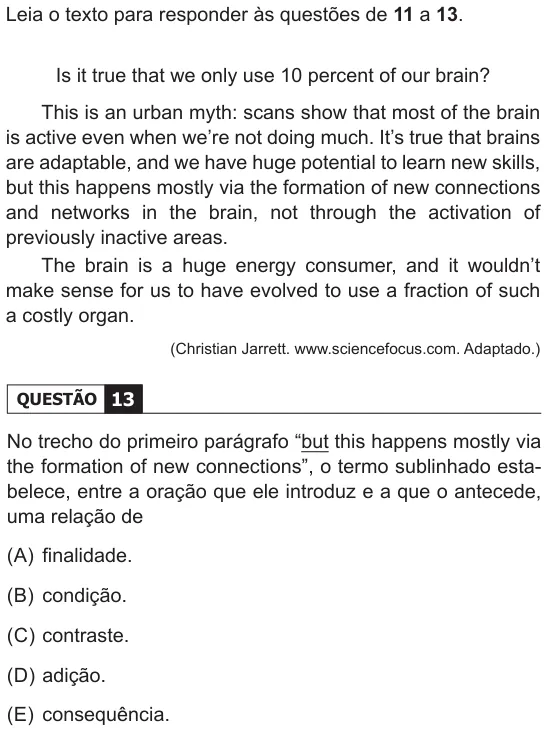 Leia o texto para responder às questões de 11 a 13.
Is it true that we only use 10 percent of our brain?
This is an urban myth: scans show that most of the brain
is active even when we’re not doing much. It’s true that brains
are adaptable, and we have huge potential to learn new skills,
but this happens mostly via the formation of new connections
and networks in the brain, not through the activation of
previously inactive areas.
The brain is a huge energy consumer, and it wouldn’t
make sense for us to have evolved to use a fraction of such
a costly organ.
(Christian Jarrett. www.sciencefocus.com. Adaptado.)
QUESTÃO 13
No trecho do primeiro parágrafo “but this happens mostly via
the formation of new connections”, o termo sublinhado esta-
belece, entre a oração que ele introduz e a que o antecede,
uma relação de
(A) finalidade.
(B) condição.
(C) contraste.
(D) adição.
(E) consequência.